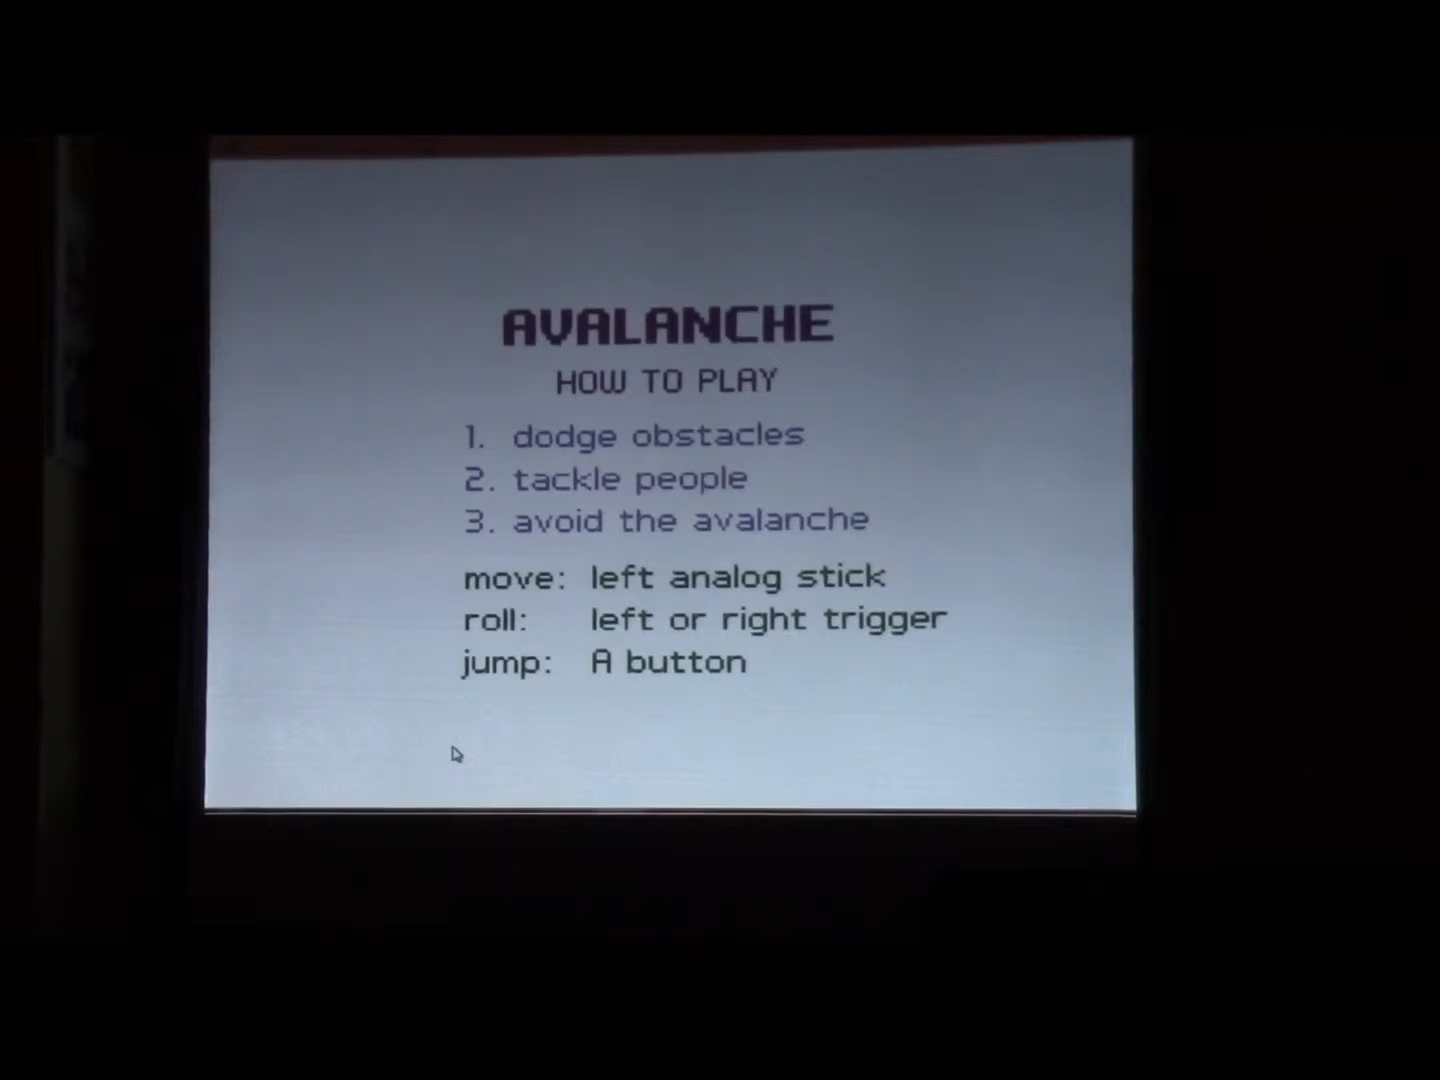 AVALANCHE
HOW TO PLAY
1. dodge obstacles
2. tackle people
3. avoid the avalanche
move: left analog stick
roll: left or right trigger
jump: A button